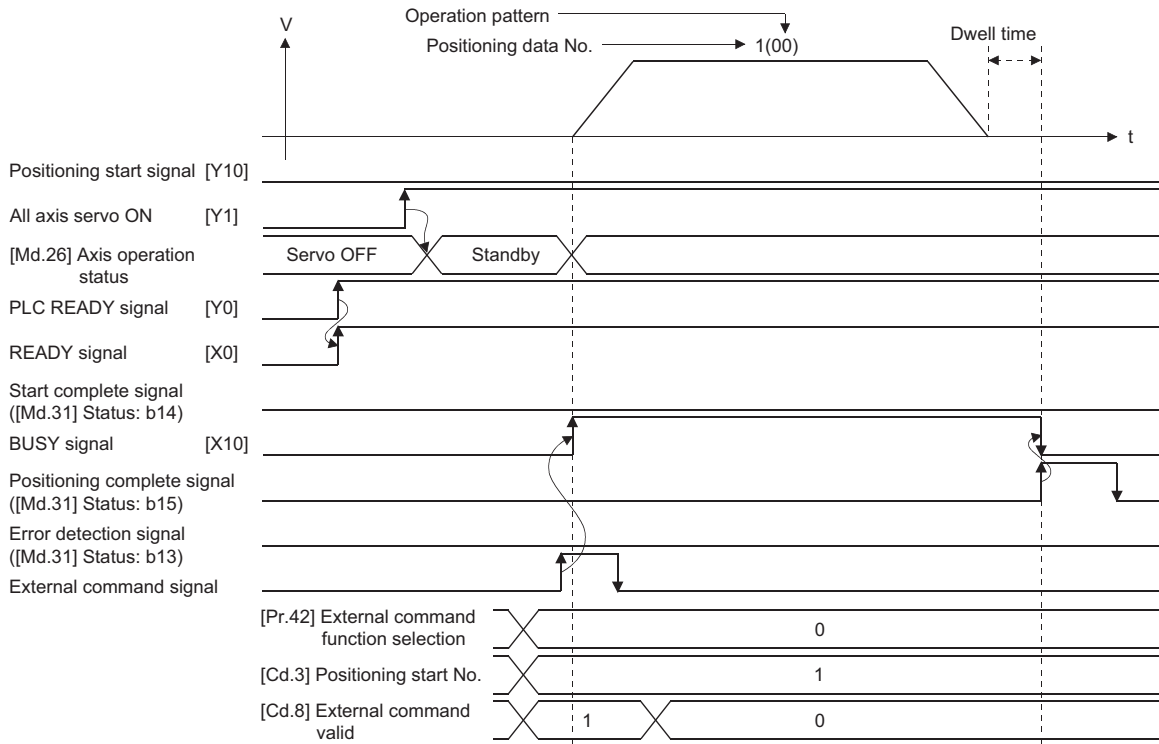 Operation pattern
V
Positioning data No.
1(00)
Dwell time
t
Positioning start signal [Y10]
All axis servo ON [Y1]
[Md.26] Axis operation
status
Servo OFF
Standby
PLC READY signal [Y0]
READY signal [X0]
Start complete signal
([Md.31] Status: b14)
BUSY signal [X10]
Positioning complete signal
([Md.31] Status: b15)
Error detection signal
([Md.31] Status: b13)
External command signal
[Pr.42] External command
function selection
0
[Cd.3] Positioning start No.
1
[Cd.8] External command
valid
1
0